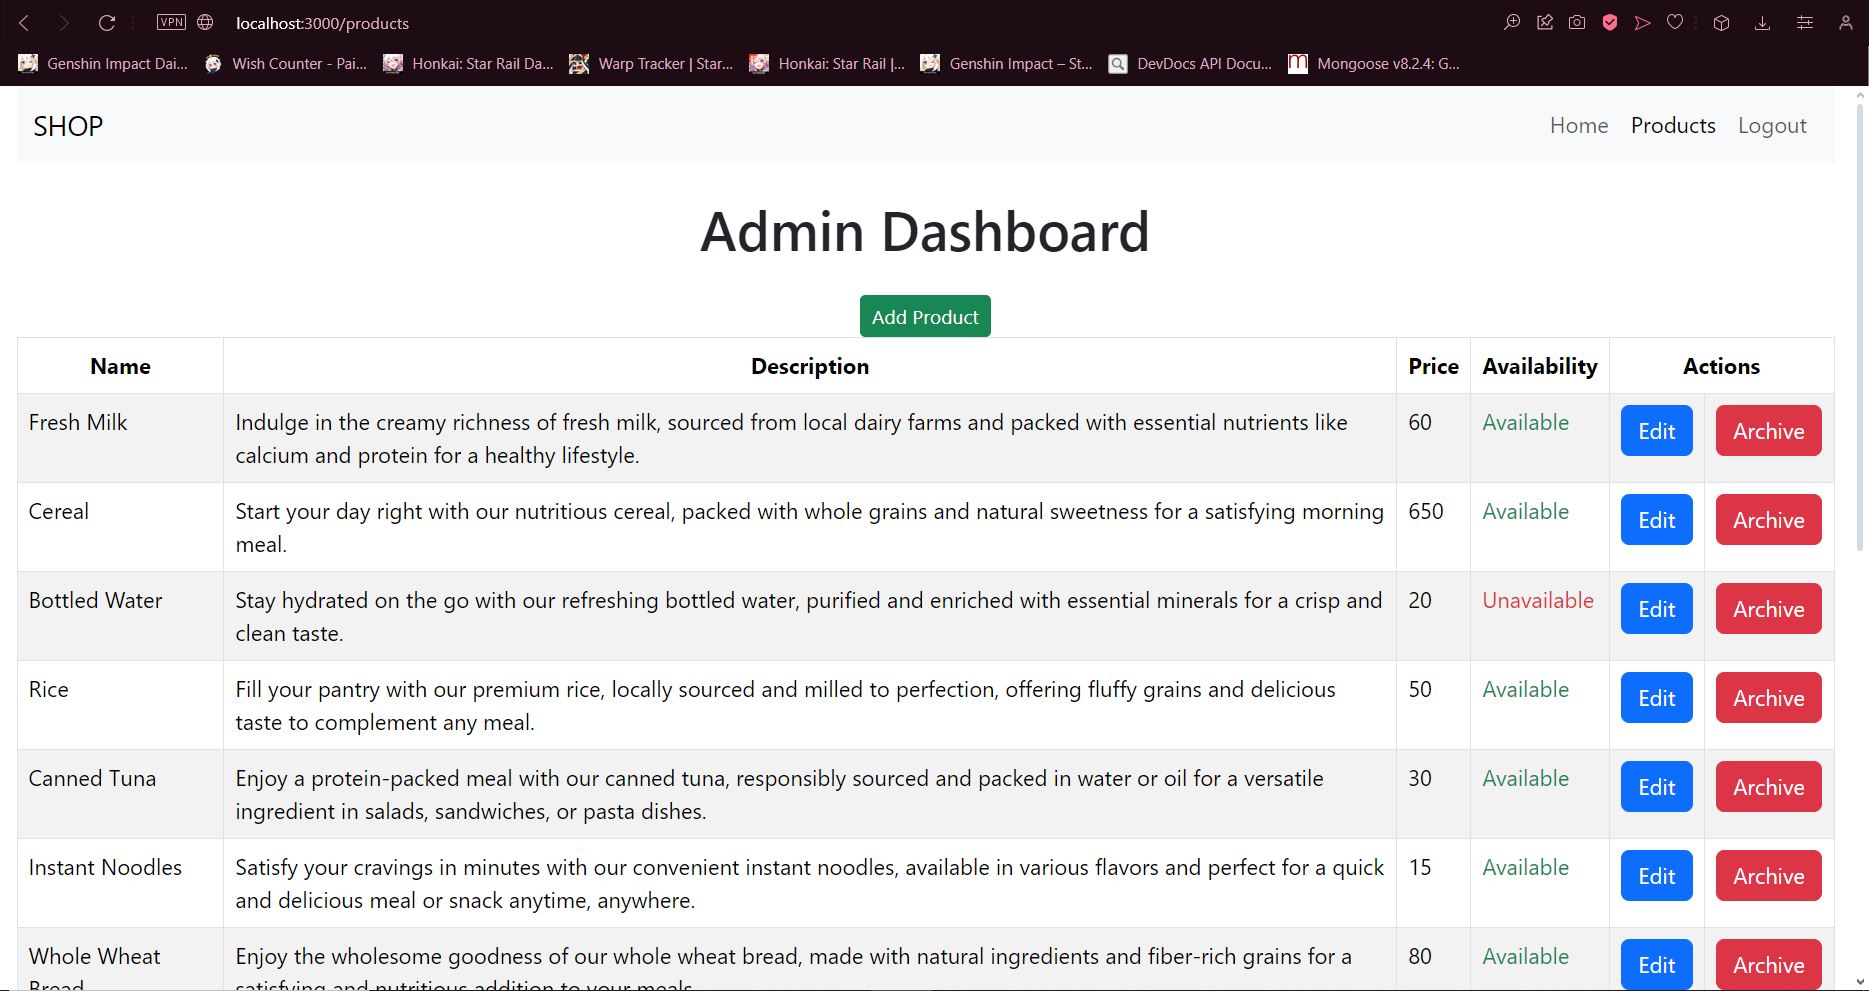 VPN localhost:3000/products
Genshin Impact Dai... Wish Counter - Pai... Honkai: Star Rail Da... Warp Tracker | Star... Honkai: Star Rail |... Genshin Impact – St... DevDocs API Docu... Mongoose v8.2.4: G...
SHOP Home Products Logout
Admin Dashboard
Add Product
Name Description Price Availability Actions
Fresh Milk Indulge in the creamy richness of fresh milk, sourced from local dairy farms and packed with essential nutrients like 60 Available Edit Archive
calcium and protein for a healthy lifestyle.
Cereal Start your day right with our nutritious cereal, packed with whole grains and natural sweetness for a satisfying morning 650 Available Edit Archive
meal.
Bottled Water Stay hydrated on the go with our refreshing bottled water, purified and enriched with essential minerals for a crisp and 20 Unavailable Edit Archive
clean taste.
Rice Fill your pantry with our premium rice, locally sourced and milled to perfection, offering fluffy grains and delicious 50 Available Edit Archive
taste to complement any meal.
Canned Tuna Enjoy a protein-packed meal with our canned tuna, responsibly sourced and packed in water or oil for a versatile 30 Available Edit Archive
ingredient in salads, sandwiches, or pasta dishes.
Instant Noodles Satisfy your cravings in minutes with our convenient instant noodles, available in various flavors and perfect for a quick 15 Available Edit Archive
and delicious meal or snack anytime, anywhere.
Whole Wheat Enjoy the wholesome goodness of our whole wheat bread, made with natural ingredients and fiber-rich grains for a 80 Available Edit Archive
Bread satisfying and nutritious addition to your meals.